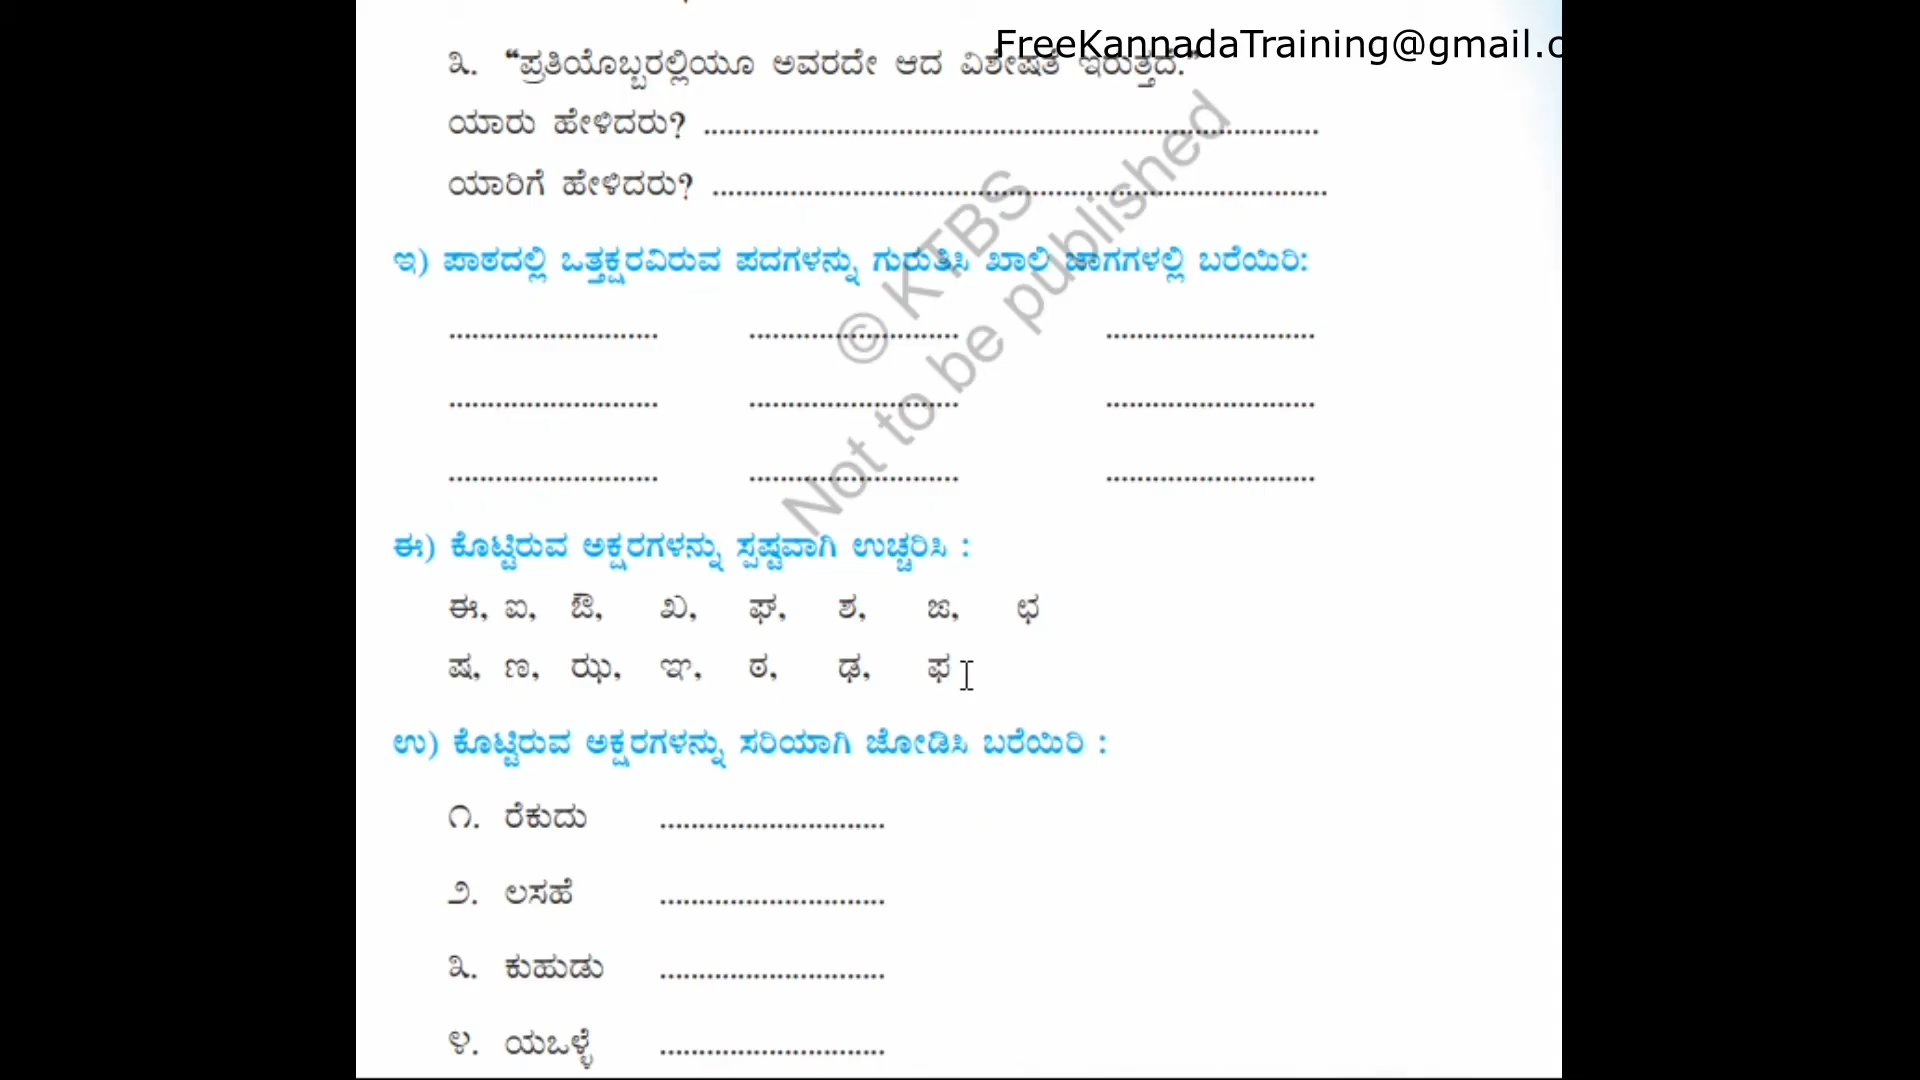 FreeKannadaTraining@gmail.c
೩. “ಪ್ರತಿಯೊಬ್ಬರಲ್ಲಿಯೂ ಅವರದೇ ಆದ ವಿಶೇಷತೆ ಇರುತ್ತದೆ.”
ಯಾರು ಹೇಳಿದರು? ................................................................................
ಯಾರಿಗೆ ಹೇಳಿದರು? ................................................................................
© KTBS
Not to be published
ಇ) ಪಾಠದಲ್ಲಿ ಒತ್ತಕ್ಷರವಿರುವ ಪದಗಳನ್ನು ಗುರುತಿಸಿ ಖಾಲಿ ಜಾಗಗಳಲ್ಲಿ ಬರೆಯಿರಿ:
........................... ........................... ...........................
........................... ........................... ...........................
........................... ........................... ...........................
ಈ) ಕೊಟ್ಟಿರುವ ಅಕ್ಷರಗಳನ್ನು ಸ್ಪಷ್ಟವಾಗಿ ಉಚ್ಚರಿಸಿ :
ಈ, ಐ, ಔ, ಖ, ಘ, ಶ, ಙ, ಛ
ಷ, ಣ, ಝ, ಞ, ಠ, ಢ, ಫ
ಉ) ಕೊಟ್ಟಿರುವ ಅಕ್ಷರಗಳನ್ನು ಸರಿಯಾಗಿ ಜೋಡಿಸಿ ಬರೆಯಿರಿ :
೧. ರೆಕುದು .............................
೨. ಲಸಹೆ .............................
೩. ಕುಹುಡು .............................
೪. ಯಒಳ್ಳೆ .............................